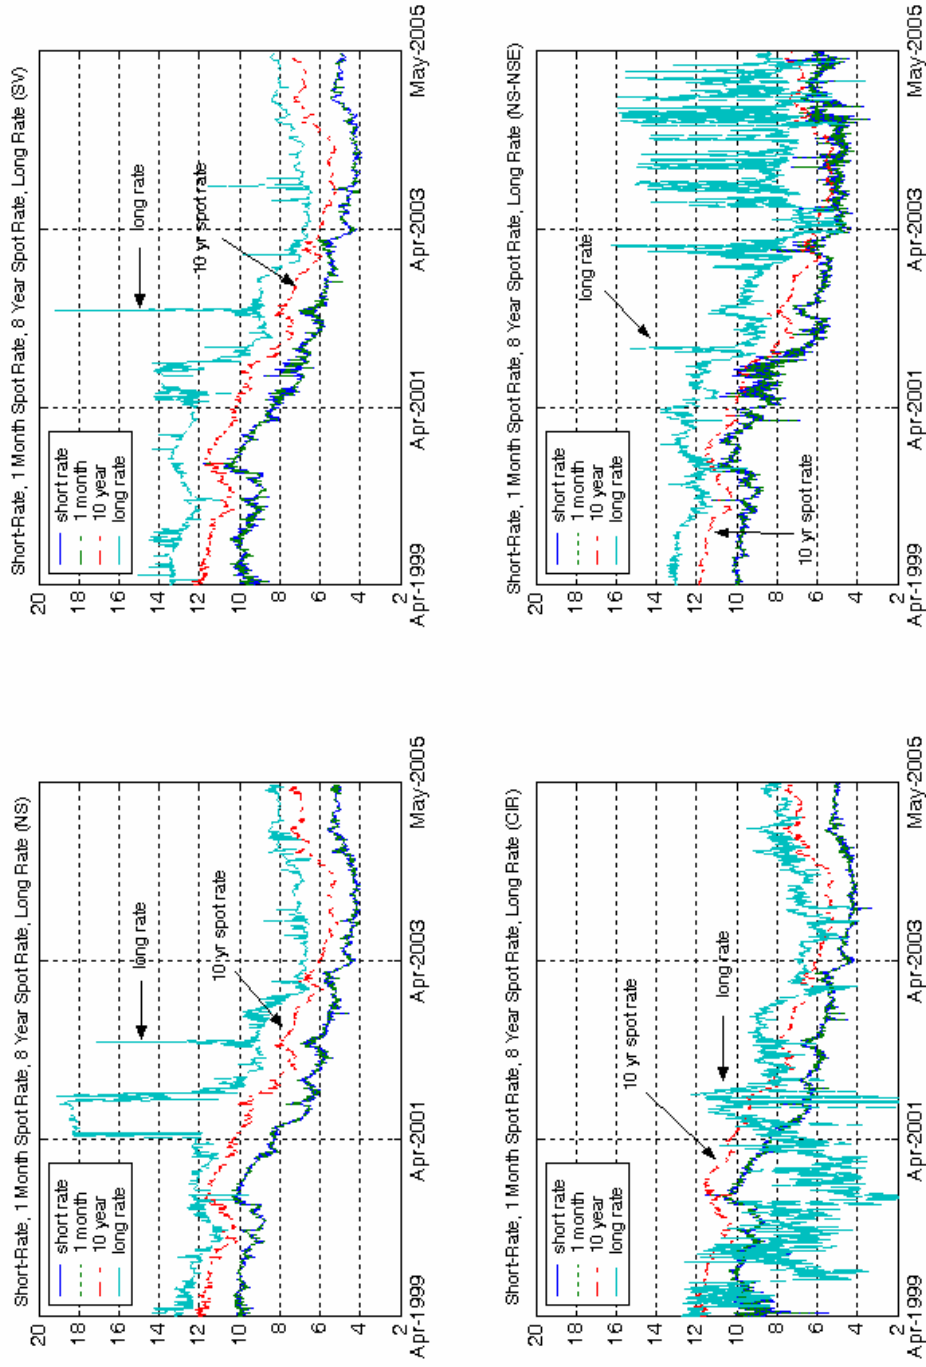 Short-Rate, 1 Month Spot Rate, 8 Year Spot Rate, Long Rate (NS)
20
18
16
14
12
10
8
6
4
2
short rate
1 month
10 year
long rate
long rate
10 yr spot rate
Apr-1999
Apr-2001
Apr-2003
May-2005
Short-Rate, 1 Month Spot Rate, 8 Year Spot Rate, Long Rate (SV)
20
18
16
14
12
10
8
6
4
2
short rate
1 month
10 year
long rate
long rate
10 yr spot rate
Apr-1999
Apr-2001
Apr-2003
May-2005
Short-Rate, 1 Month Spot Rate, 8 Year Spot Rate, Long Rate (CIR)
20
18
16
14
12
10
8
6
4
2
short rate
1 month
10 year
long rate
10 yr spot rate
long rate
Apr-1999
Apr-2001
Apr-2003
May-2005
Short-Rate, 1 Month Spot Rate, 8 Year Spot Rate, Long Rate (NS-NSE)
20
18
16
14
12
10
8
6
4
2
short rate
1 month
10 year
long rate
long rate
10 yr spot rate
Apr-1999
Apr-2001
Apr-2003
May-2005